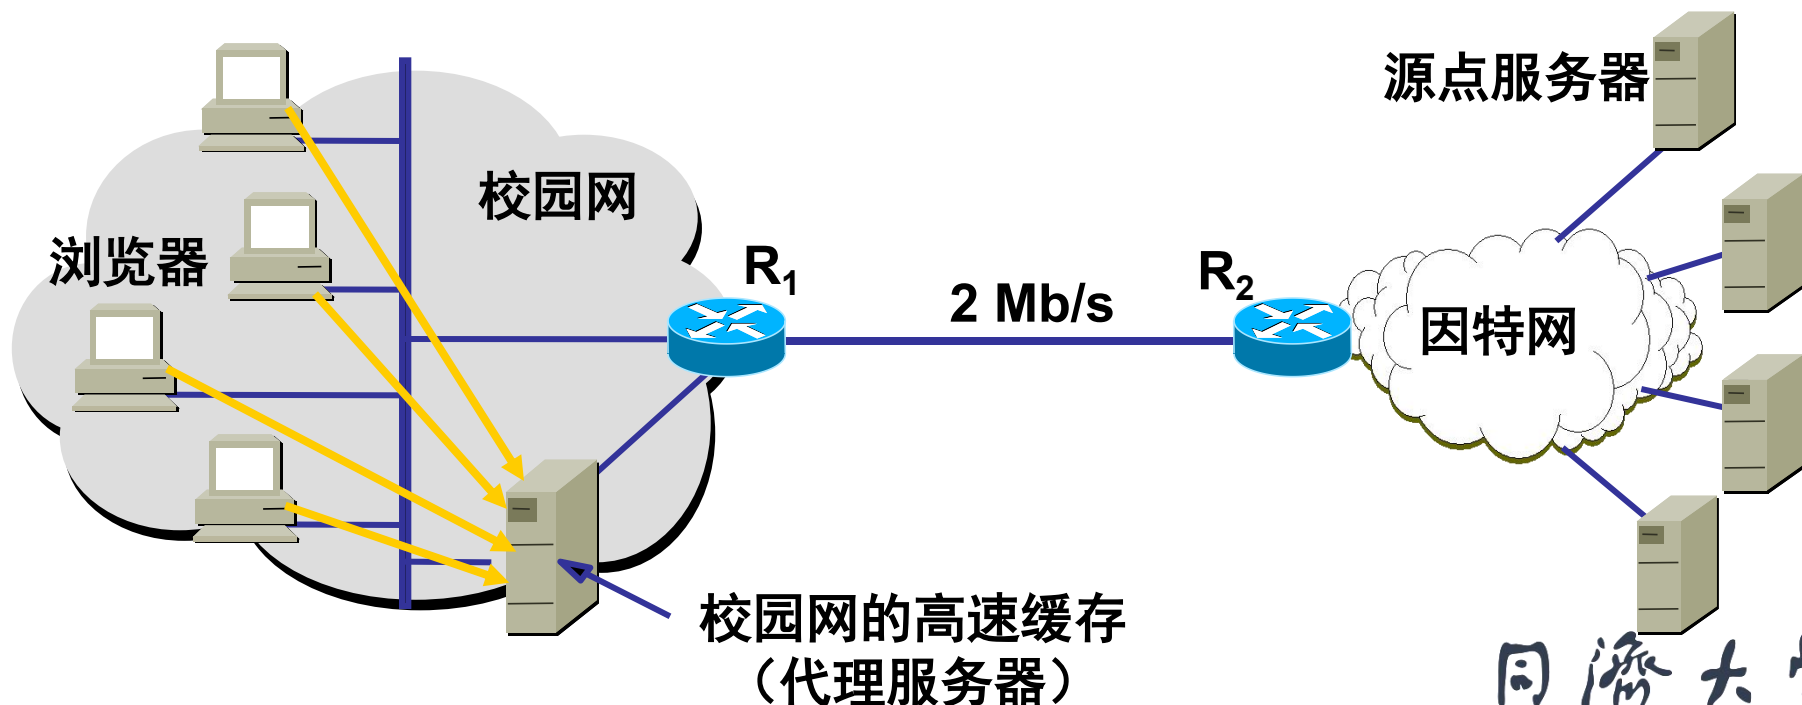 源点服务器
校园网
浏览器
R₁
2 Mb/s
R₂
因特网
校园网的高速缓存
（代理服务器）
同濟大